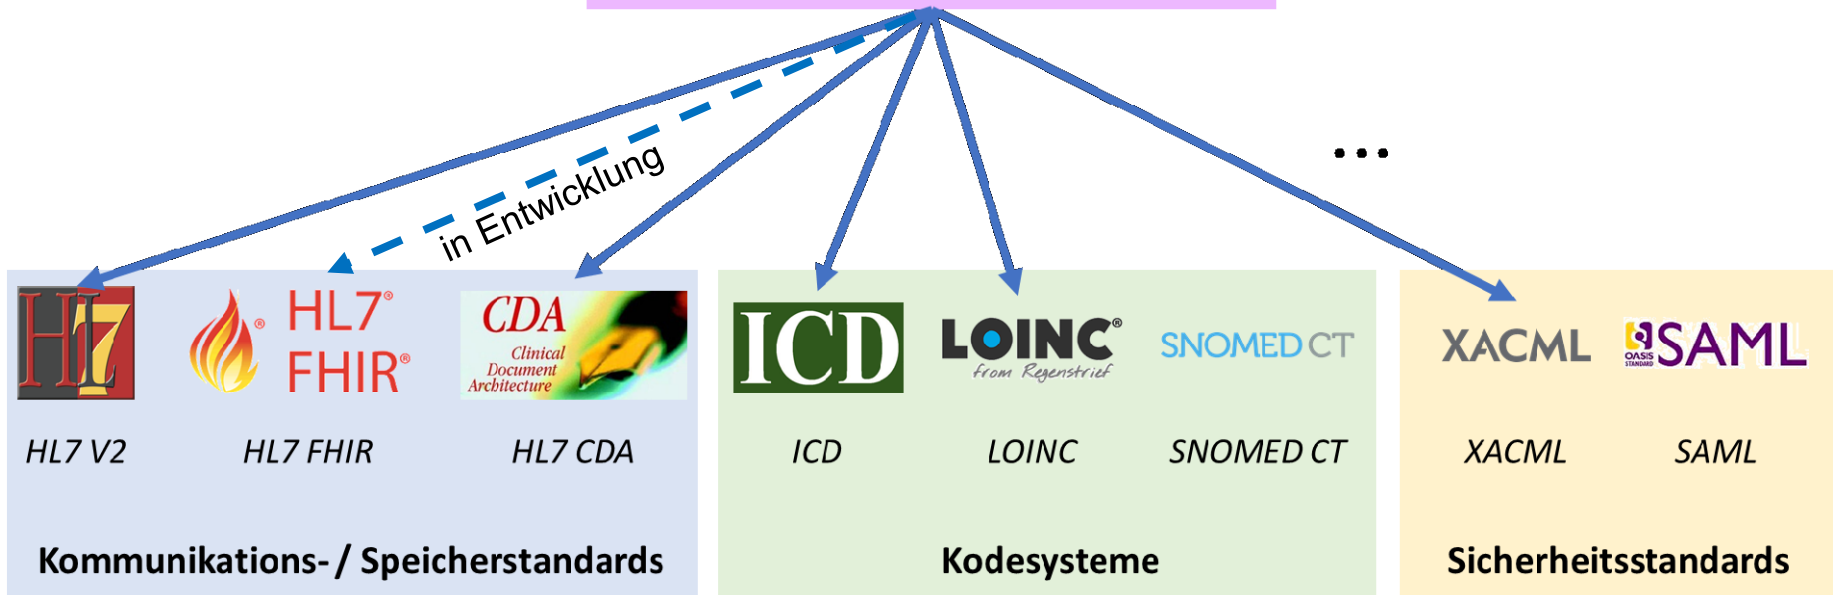 ...
in Entwicklung
HL7
HL7®
FHIR®
®
CDA
Clinical
Document
Architecture
ICD
LOINC®
from Regenstrief
SNOMED CT
XACML
OASIS
STANDARD
SAML
HL7 V2
HL7 FHIR
HL7 CDA
ICD
LOINC
SNOMED CT
XACML
SAML
Kommunikations- / Speicherstandards
Kodesysteme
Sicherheitsstandards